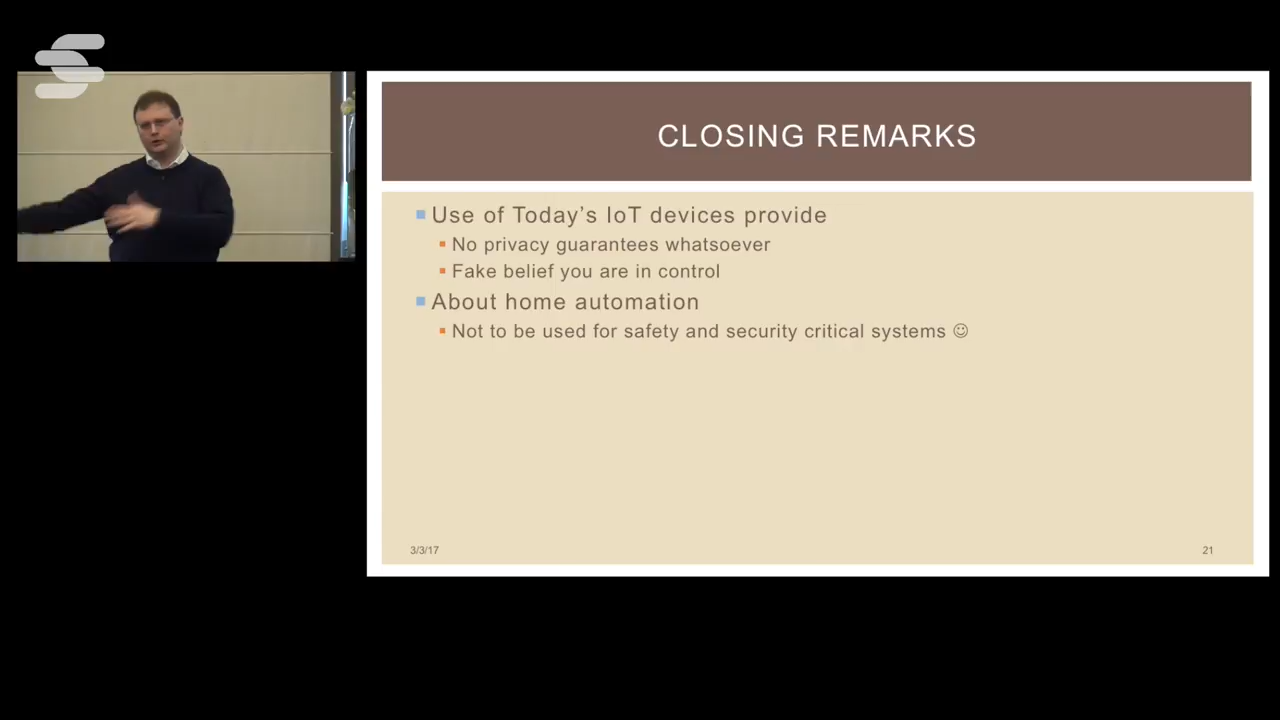 CLOSING REMARKS
Use of Today's IoT devices provide
No privacy guarantees whatsoever
Fake belief you are in control
About home automation
Not to be used for safety and security critical systems ☺
3/3/17
21